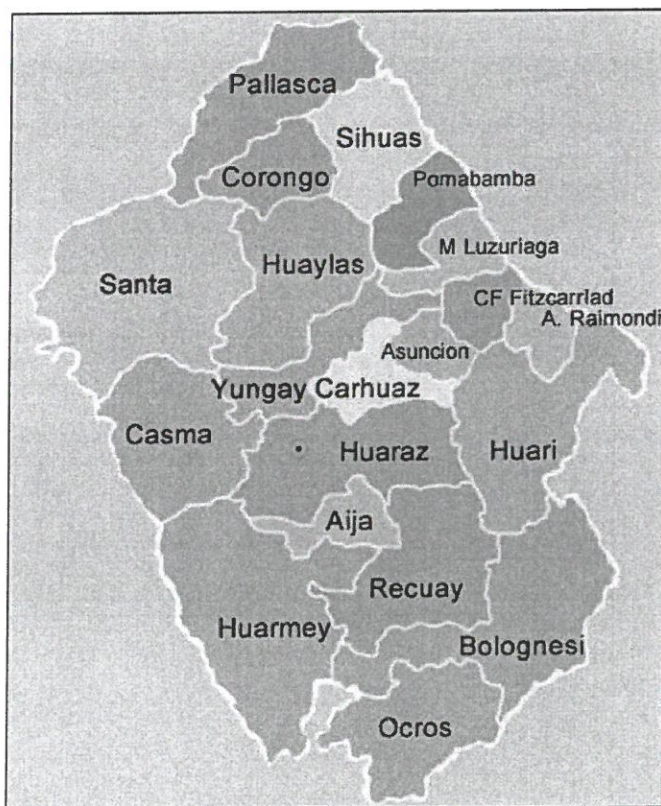 Pallasca
Sihuas
Corongo
Pomabamba
M Luzuriaga
Huaylas
Santa
CF Fitzcarriad
A. Raimondi
Asuncion
Yungay Carhuaz
Casma
Huaraz
Huari
Aija
Recuay
Huarmey
Bolognesi
Ocros